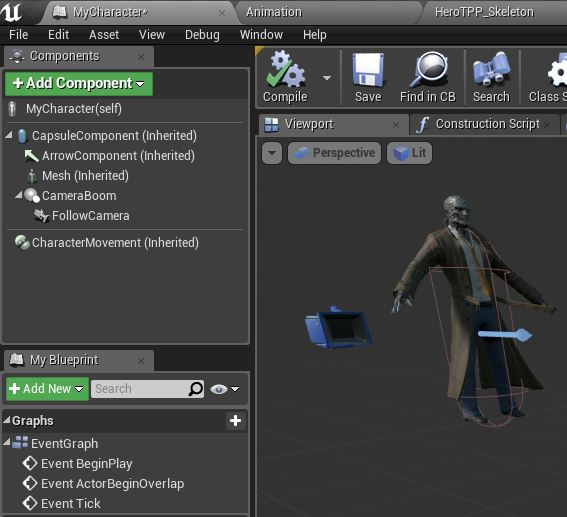 MyCharacter*
Animation
HeroTPP_Skeleton
File Edit Asset View Debug Window Help
Components
+Add Component
MyCharacter(self)
CapsuleComponent (Inherited)
ArrowComponent (Inherited)
Mesh (Inherited)
CameraBoom
FollowCamera
CharacterMovement (Inherited)
My Blueprint
+Add New
Search
Graphs
EventGraph
Event BeginPlay
Event ActorBeginOverlap
Event Tick
Compile
Save
Find in CB
Search
Class S
Viewport
Construction Script
Perspective
Lit